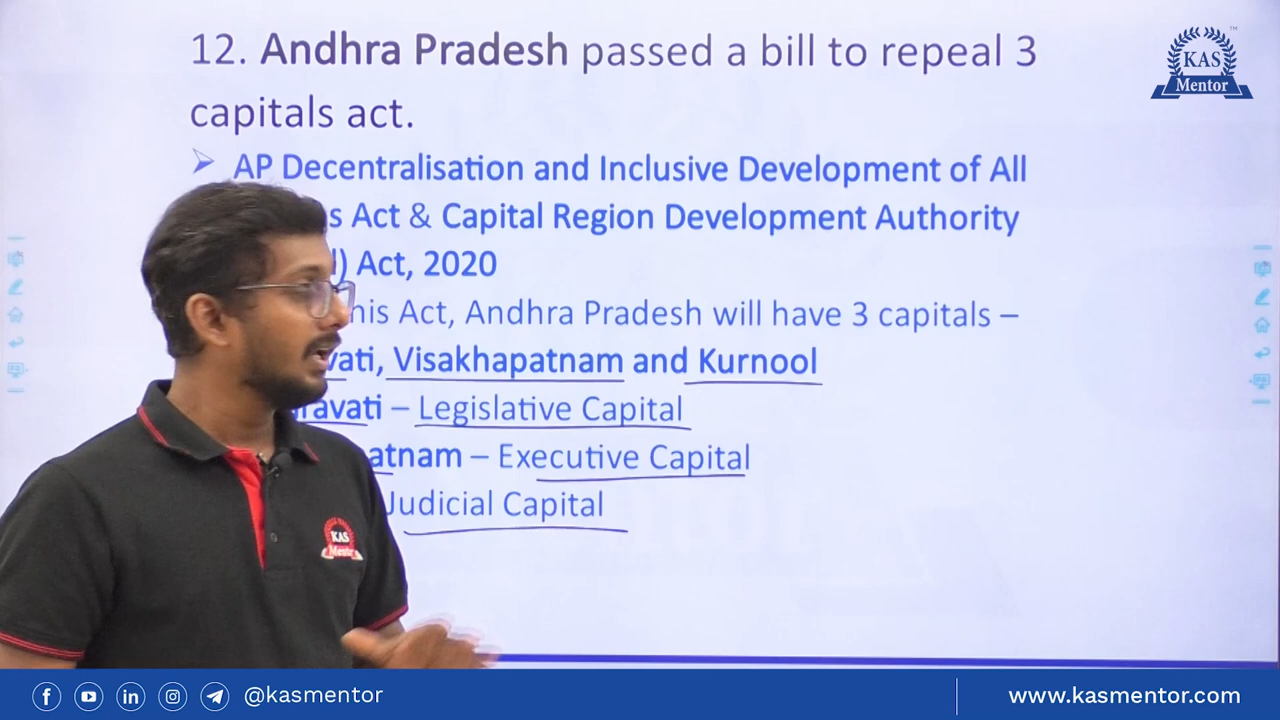 12. Andhra Pradesh passed a bill to repeal 3
capitals act.
AP Decentralisation and Inclusive Development of All
Act & Capital Region Development Authority
Act, 2020
Act, Andhra Pradesh will have 3 capitals –
Visakhapatnam and Kurnool
– Legislative Capital
– Executive Capital
Judicial Capital
KAS
Mentor
KAS
Mentor
@kasmentor
www.kasmentor.com